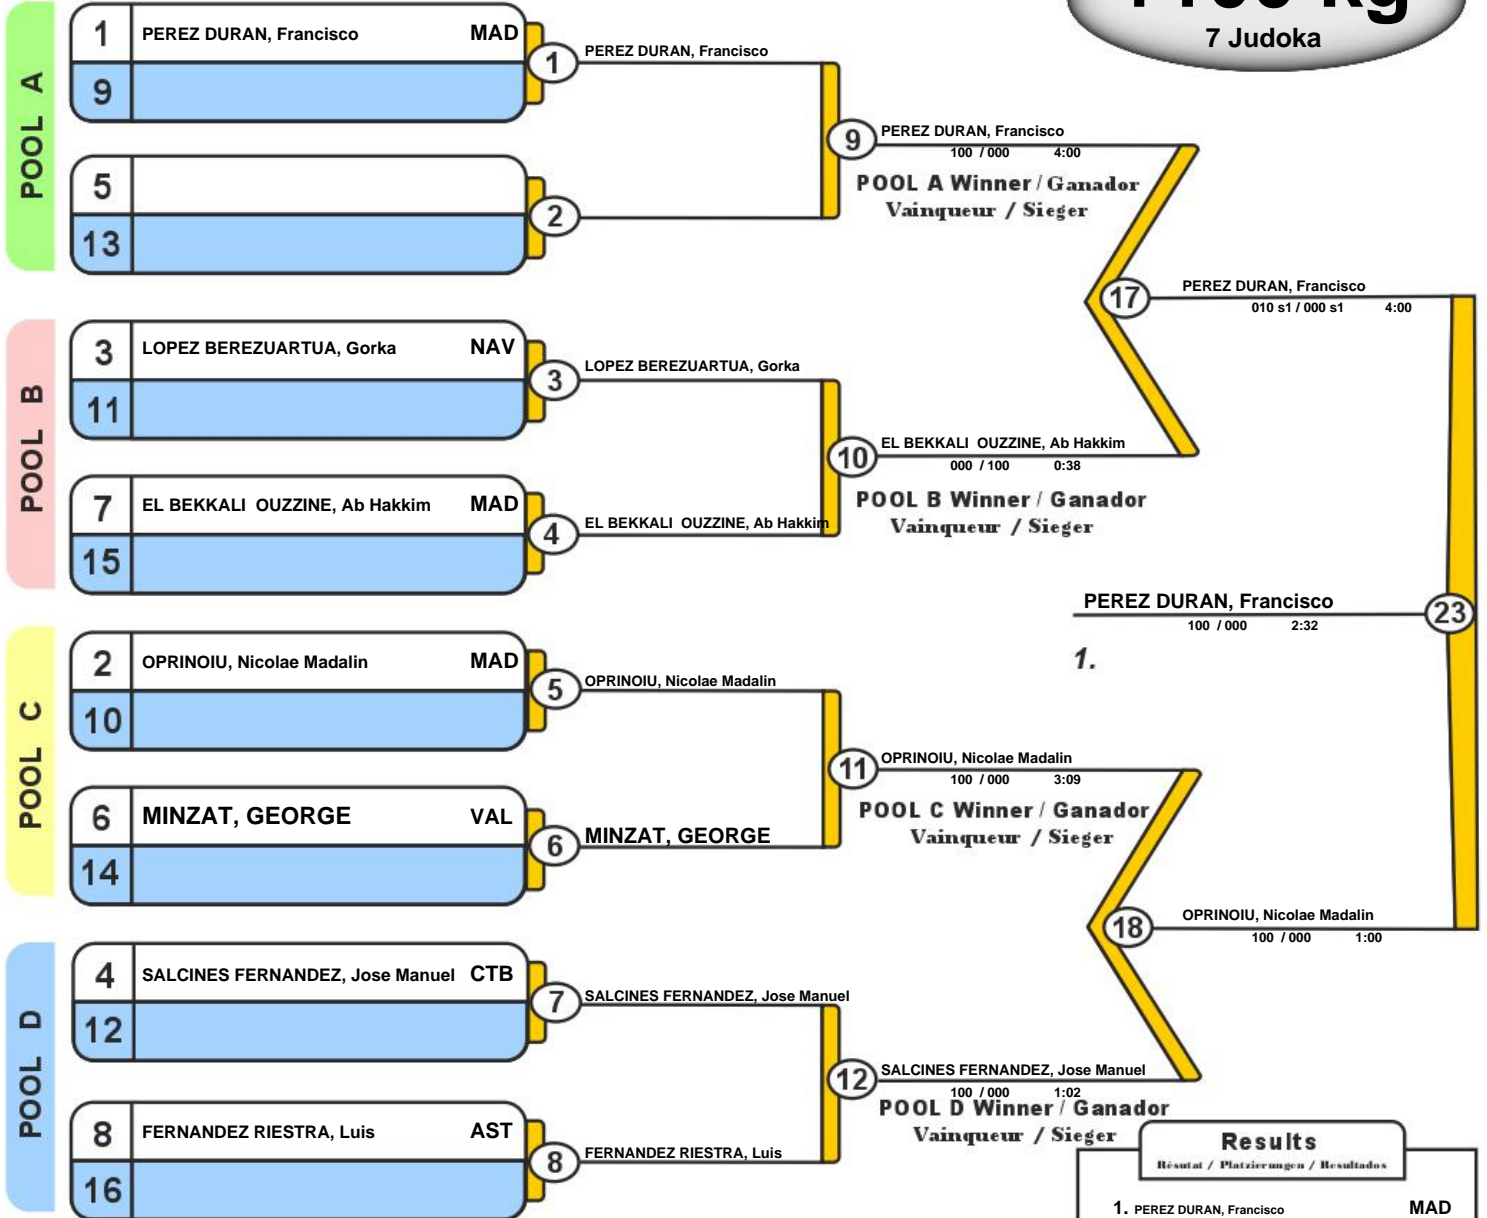 7 Judoka
POOL A
1 PEREZ DURAN, Francisco MAD
9
5
13
1 PEREZ DURAN, Francisco
2
9 PEREZ DURAN, Francisco
100 / 000 4:00
POOL A Winner / Ganador
Vainqueur / Sieger
POOL B
3 LOPEZ BEREZUARTUA, Gorka NAV
11
7 EL BEKKALI OUZZINE, Ab Hakkim MAD
15
3 LOPEZ BEREZUARTUA, Gorka
4 EL BEKKALI OUZZINE, Ab Hakkim
10 EL BEKKALI OUZZINE, Ab Hakkim
000 / 100 0:38
POOL B Winner / Ganador
Vainqueur / Sieger
17 PEREZ DURAN, Francisco
010 s1 / 000 s1 4:00
PEREZ DURAN, Francisco 23
100 / 000 2:32
1.
POOL C
2 OPRINOIU, Nicolae Madalin MAD
10
6 MINZAT, GEORGE VAL
14
5 OPRINOIU, Nicolae Madalin
6 MINZAT, GEORGE
11 OPRINOIU, Nicolae Madalin
100 / 000 3:09
POOL C Winner / Ganador
Vainqueur / Sieger
18 OPRINOIU, Nicolae Madalin
100 / 000 1:00
POOL D
4 SALCINES FERNANDEZ, Jose Manuel CTB
12
8 FERNANDEZ RIESTRA, Luis AST
16
7 SALCINES FERNANDEZ, Jose Manuel
8 FERNANDEZ RIESTRA, Luis
12 SALCINES FERNANDEZ, Jose Manuel
100 / 000 1:02
POOL D Winner / Ganador
Vainqueur / Sieger
Results
Résutat / Platzierungen / Resultados
1. PEREZ DURAN, Francisco MAD